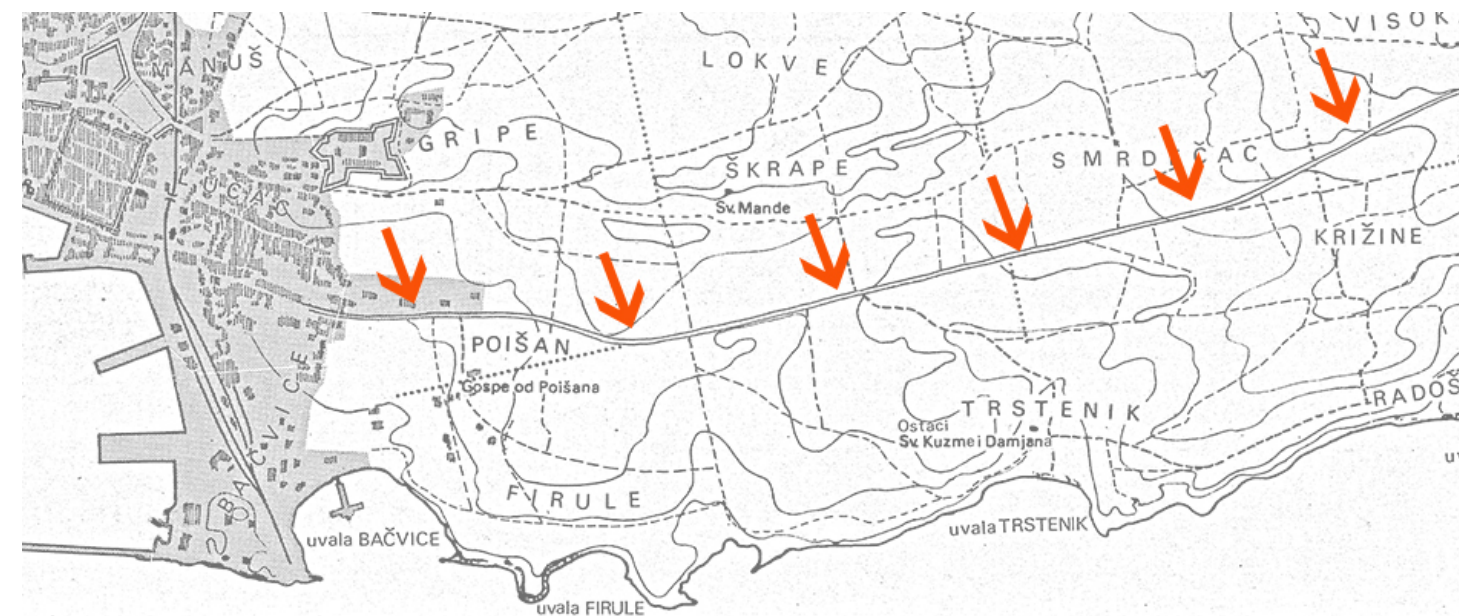 VISOK
MANUŠ
LOKVE
GRIPE
ŠKRAPE
SMRDEČAC
LUČAC
Sv. Mande
KRIŽINE
POIŠAN
Gospe od Poišana
BAČVICE
TRSTENIK
RADOŠ
Ostaci
Sv. Kuzme i Damjana
FIRULE
uvala BAČVICE
uvala TRSTENIK
uvala FIRULE